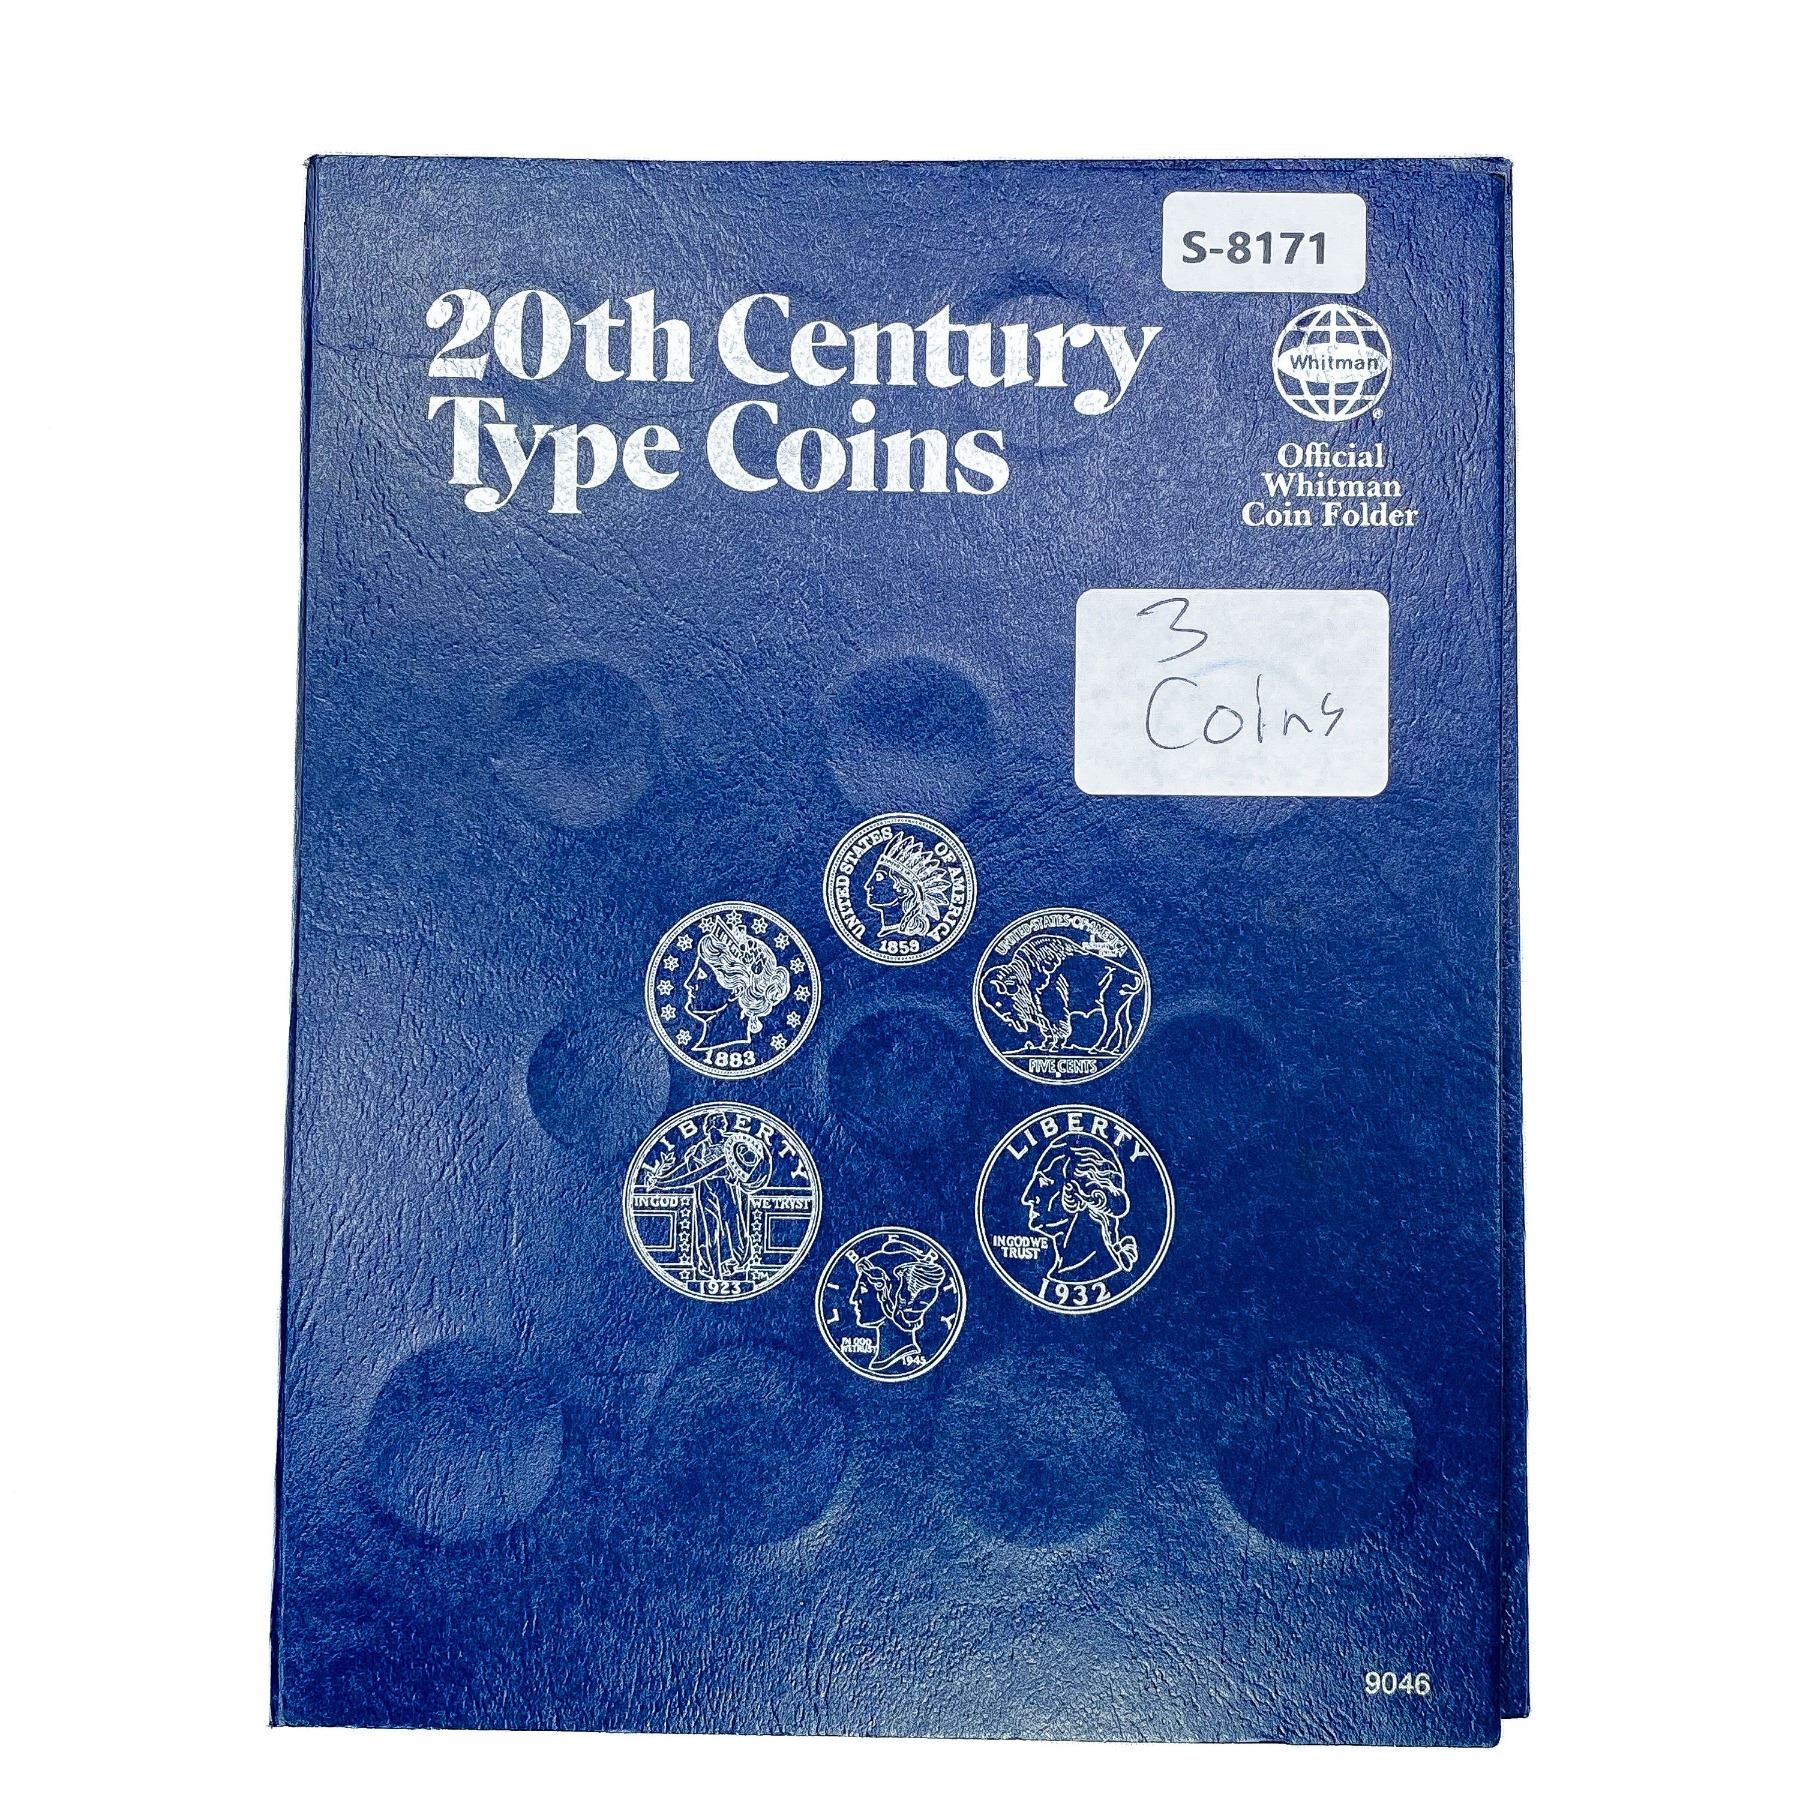 S-8171
20th Century
Type Coins
Whitman
®
Official
Whitman
Coin Folder
3
Coins
UNITED STATES OF AMERICA
1859
1883
UNITED STATES OF AMERICA
FIVE CENTS
LIBERTY
IN GOD WE TRVST
1923
LIBERTY
IN GOD WE
TRUST
1932
LIBERTY
IN GOD
WE TRUST
1945
9046